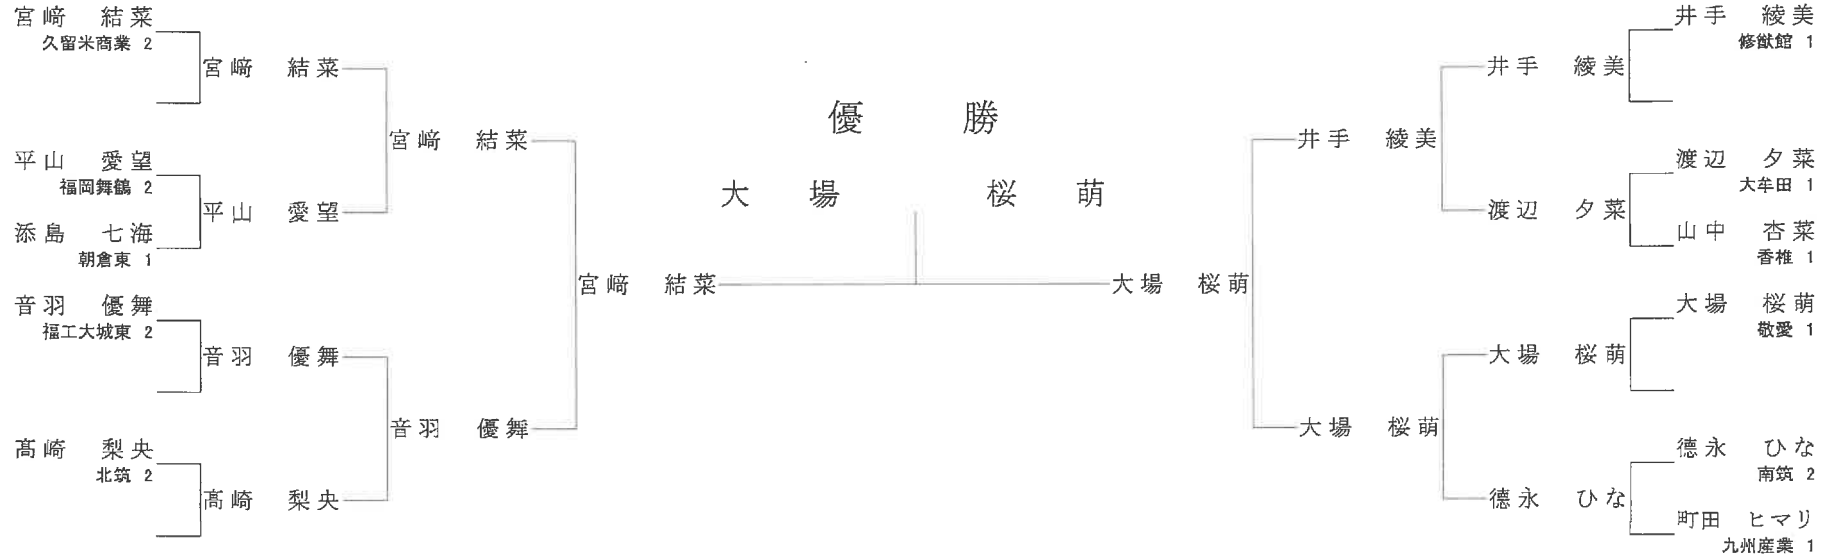 宮﨑 結菜
久留米商業 2
平山 愛望
福岡舞鶴 2
添島 七海
朝倉東 1
音羽 優舞
福工大城東 2
髙崎 梨央
北筑 2
宮﨑 結菜
平山 愛望
音羽 優舞
髙崎 梨央
宮﨑 結菜
音羽 優舞
宮﨑 結菜
優 勝
大場 桜萌
大場 桜萌
井手 綾美
大場 桜萌
井手 綾美
渡辺 夕菜
大場 桜萌
德永 ひな
井手 綾美
修猷館 1
渡辺 夕菜
大牟田 1
山中 杏菜
香椎 1
大場 桜萌
敬愛 1
德永 ひな
南筑 2
町田 ヒマリ
九州産業 1